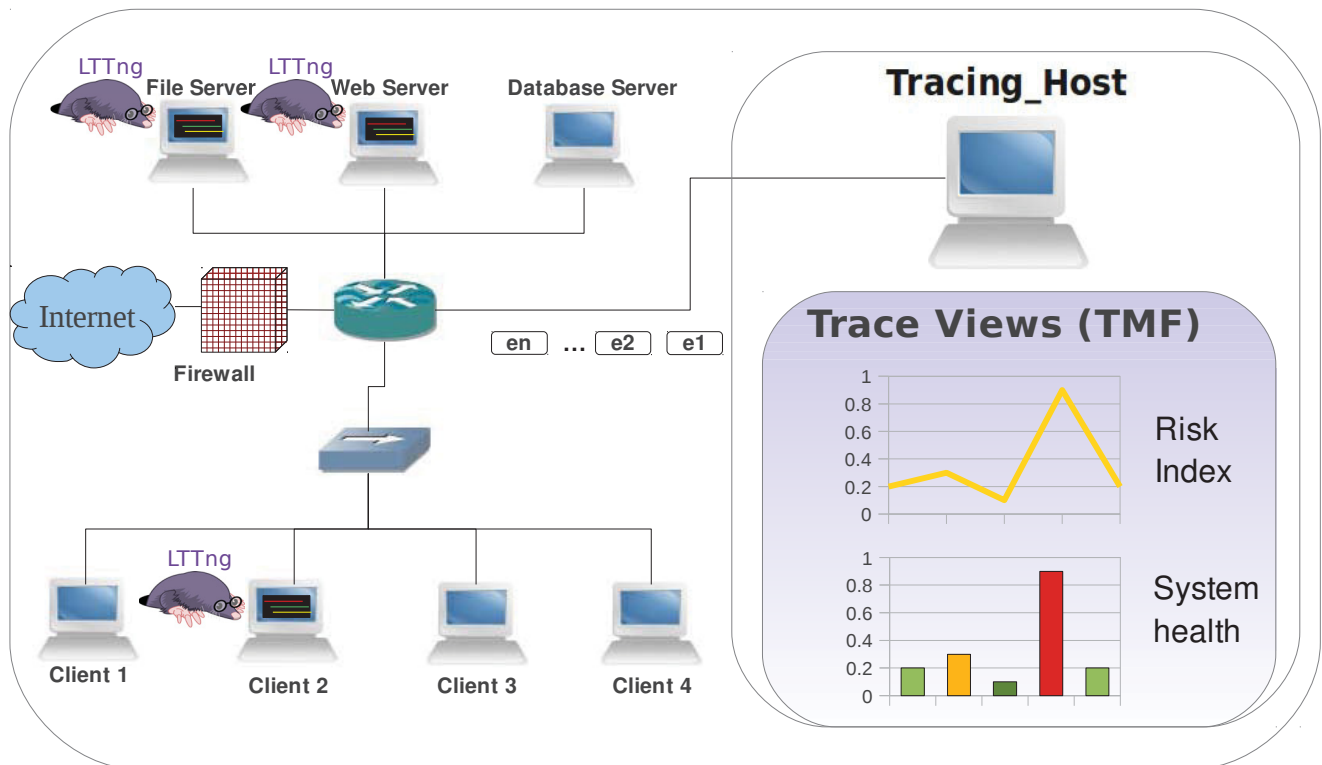 LTTng
File Server
LTTng
Web Server
Database Server
Tracing_Host
Internet
Firewall
en
...
e2
e1
Trace Views (TMF)
1
0.8
0.6
0.4
0.2
0
Risk
Index
1
0.8
0.6
0.4
0.2
0
System
health
LTTng
Client 1
Client 2
Client 3
Client 4